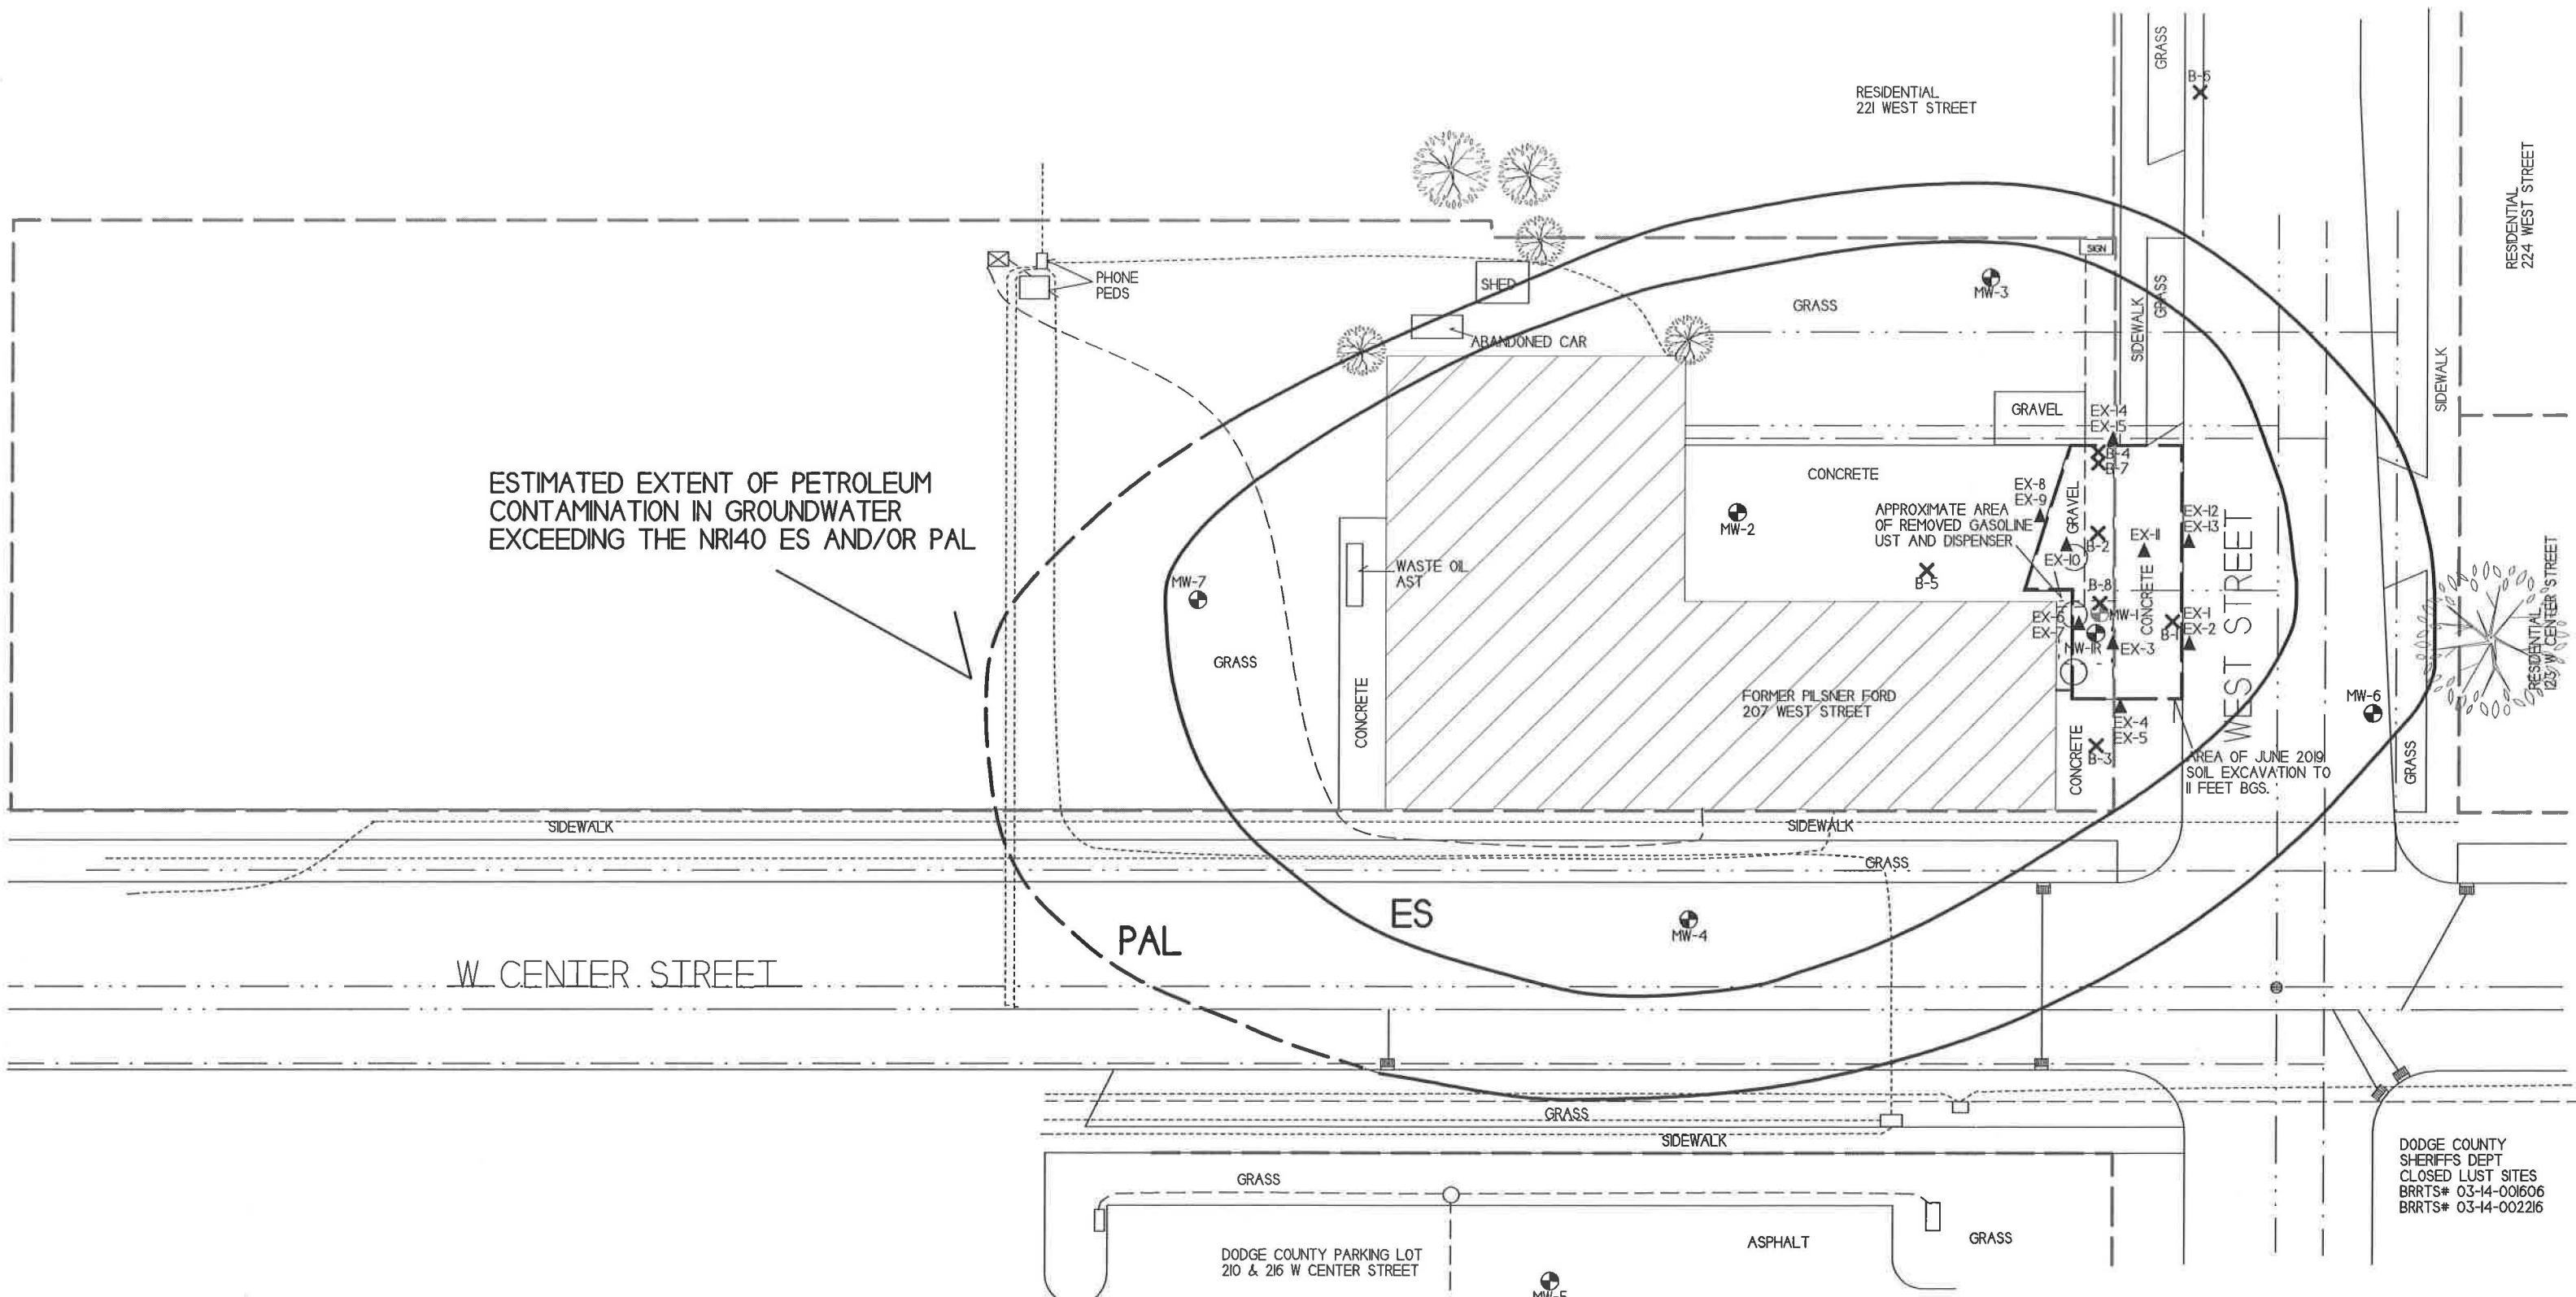 GRASS
B-6
RESIDENTIAL
221 WEST STREET
RESIDENTIAL
224 WEST STREET
SIGN
PHONE
PEDS
SHED
MW-3
GRASS
GRASS
SIDEWALK
ABANDONED CAR
SIDEWALK
GRAVEL
EX-14
EX-15
B-4
B-7
CONCRETE
ESTIMATED EXTENT OF PETROLEUM
CONTAMINATION IN GROUNDWATER
EXCEEDING THE NR140 ES AND/OR PAL
EX-8
EX-9
GRAVEL
APPROXIMATE AREA
OF REMOVED GASOLINE
UST AND DISPENSER
MW-2
EX-12
EX-13
EX-11
B-2
EX-10
WASTE OIL
AST
B-5
MW-7
B-8
CONCRETE
WEST STREET
EX-6
EX-7
MW-1
B-1
EX-1
EX-2
MW-1R
EX-3
RESIDENTIAL
123 W CENTER STREET
GRASS
CONCRETE
FORMER PILSNER FORD
207 WEST STREET
MW-6
EX-4
EX-5
B-3
CONCRETE
AREA OF JUNE 2019
SOIL EXCAVATION TO
11 FEET BGS.
GRASS
SIDEWALK
SIDEWALK
GRASS
ES
PAL
MW-4
W CENTER STREET
GRASS
SIDEWALK
GRASS
DODGE COUNTY
SHERIFFS DEPT
CLOSED LUST SITES
BRRTS# 03-14-001606
BRRTS# 03-14-002216
DODGE COUNTY PARKING LOT
210 & 216 W CENTER STREET
ASPHALT
GRASS
MW-5